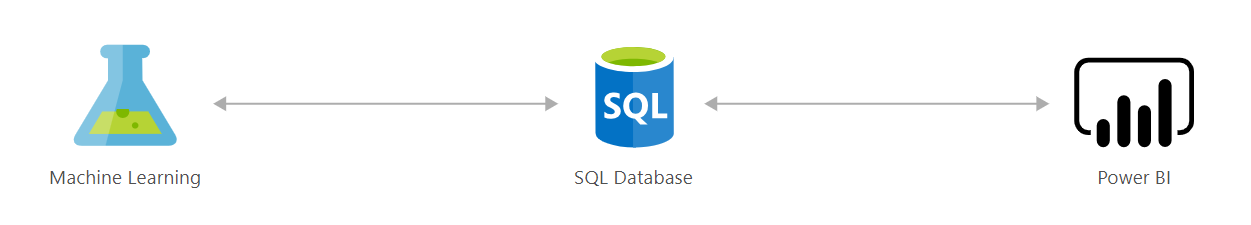 SQL
Machine Learning
SQL Database
Power BI